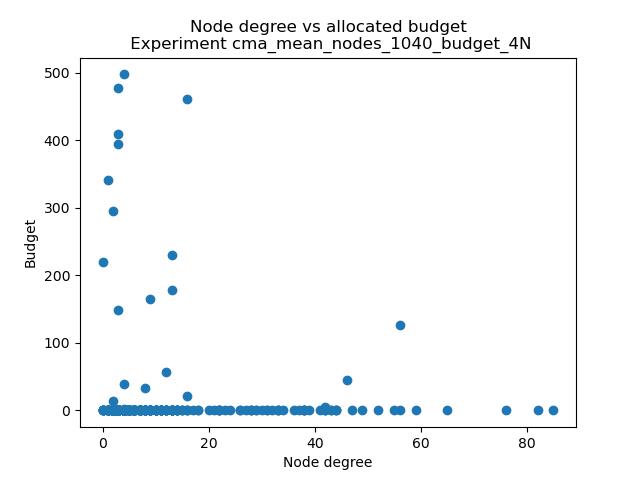 Node degree vs allocated budget
Experiment cma_mean_nodes_1040_budget_4N
500
400
300
200
100
0
Budget
0 20 40 60 80
Node degree